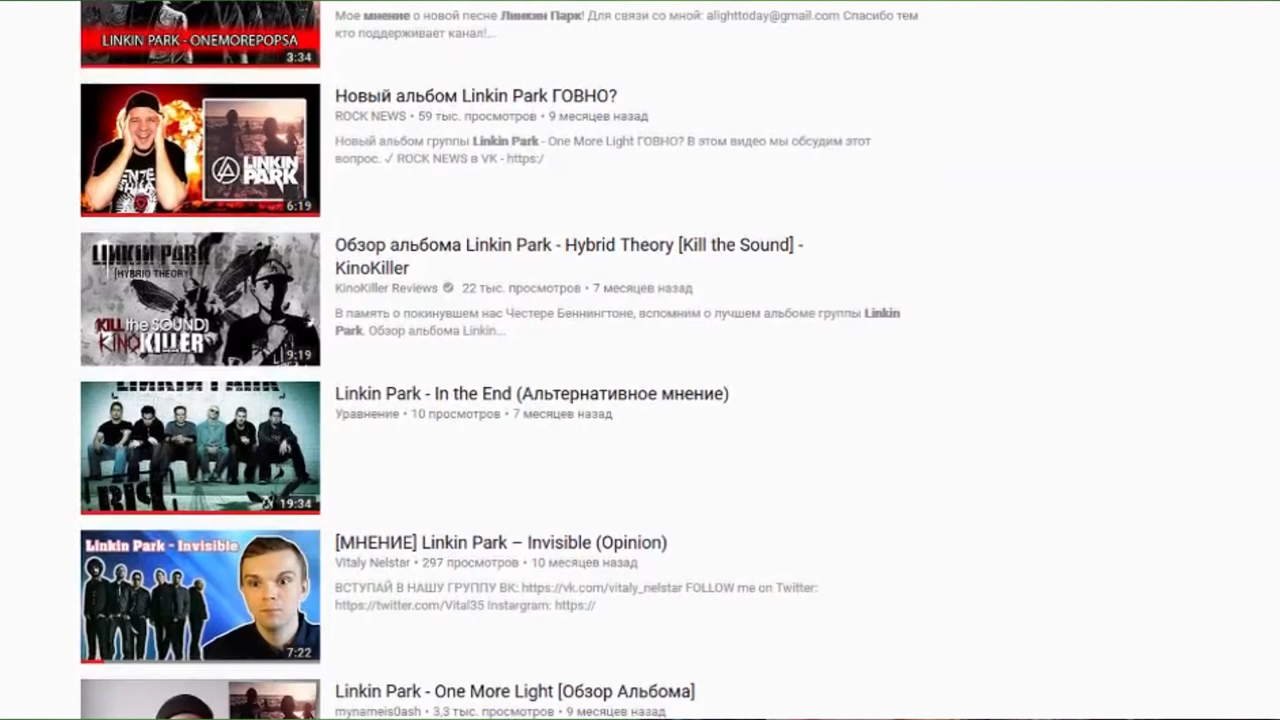 Мое мнение о новой песне Линкин Парк! Для связи со мной: alighttoday@gmail.com Спасибо тем
кто поддерживает канал!...
LINKIN PARK - ONEMOREPOPSA
3:34
Новый альбом Linkin Park ГОВНО?
ROCK NEWS • 59 тыс. просмотров • 9 месяцев назад
Новый альбом группы Linkin Park - One More Light ГОВНО? В этом видео мы обсудим этот
вопрос. ✓ ROCK NEWS в VK - https:/
LINKIN
PARK
6:19
Обзор альбома Linkin Park - Hybrid Theory [Kill the Sound] -
KinoKiller
KinoKiller Reviews 22 тыс. просмотров • 7 месяцев назад
В память о покинувшем нас Честере Беннингтоне, вспомним о лучшем альбоме группы Linkin
Park. Обзор альбома Linkin...
LINKIN PARK
[HYBRID THEORY]
[KILL the SOUND]
KINOKILLER
9:19
Linkin Park - In the End (Альтернативное мнение)
Уравнение • 10 просмотров • 7 месяцев назад
LINKIN PARK
19:34
[МНЕНИЕ] Linkin Park – Invisible (Opinion)
Vitaly Nelstar • 297 просмотров • 10 месяцев назад
ВСТУПАЙ В НАШУ ГРУППУ ВК: https://vk.com/vitaly_nelstar FOLLOW me on Twitter:
https://twitter.com/Vital35 Instargram: https://
Linkin Park - Invisible
7:22
Linkin Park - One More Light [Обзор Альбома]
mynameis0ash • 3,3 тыс. просмотров • 9 месяцев назад